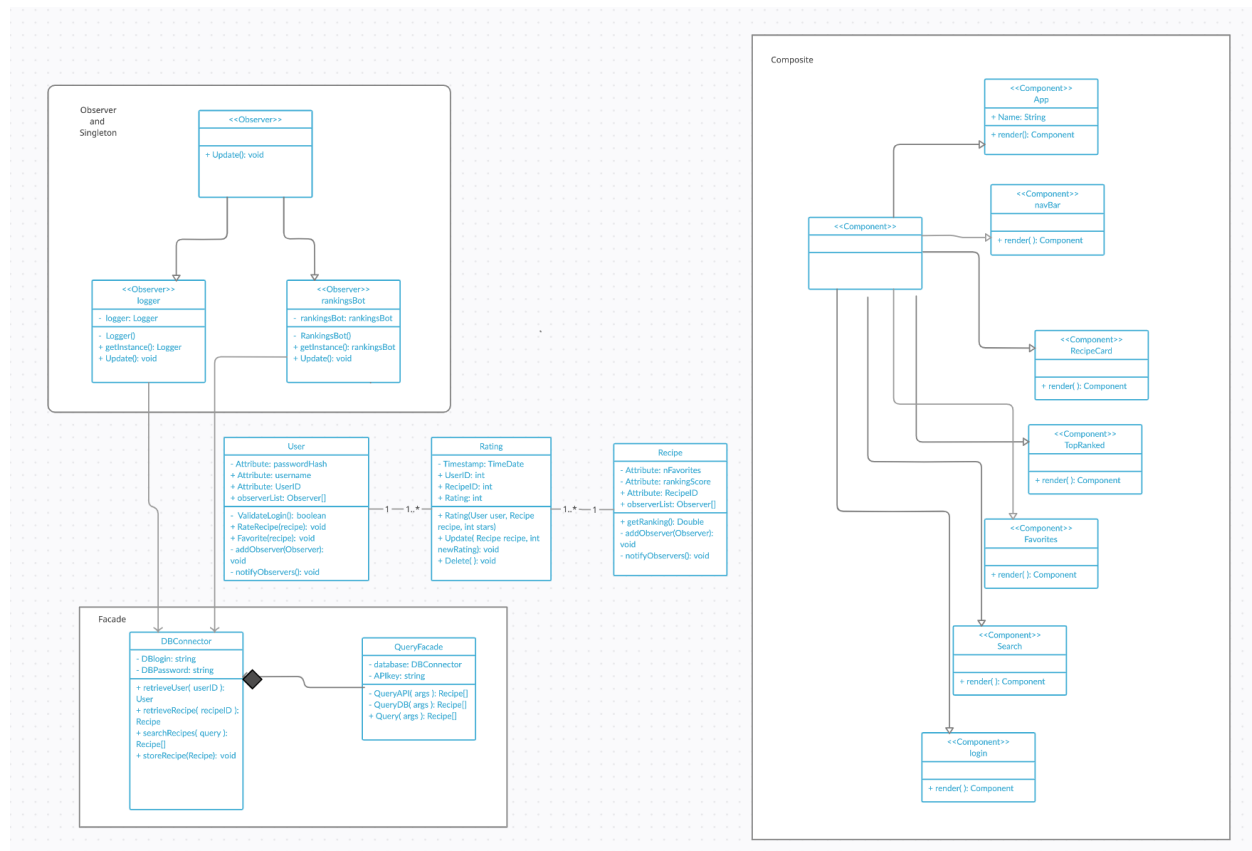 Observer
and
Singleton
<<Observer>>
+ Update(): void
<<Observer>>
logger
- logger: Logger
- Logger()
+ getInstance(): Logger
+ Update(): void
<<Observer>>
rankingsBot
- rankingsBot: rankingsBot
- RankingsBot()
+ getInstance(): rankingsBot
+ Update(): void
User
- Attribute: passwordHash
+ Attribute: username
+ Attribute: UserID
+ observerList: Observer[]
- ValidateLogin(): boolean
+ RateRecipe(recipe): void
+ Favorite(recipe): void
- addObserver(Observer):
void
- notifyObservers(): void
1
1..*
Rating
- Timestamp: TimeDate
+ UserID: int
+ RecipeID: int
+ Rating: int
+ Rating(User user, Recipe
recipe, int stars)
+ Update( Recipe recipe, int
newRating): void
+ Delete( ): void
1..*
1
Recipe
- Attribute: nFavorites
+ Attribute: rankingScore
+ Attribute: RecipeID
+ observerList: Observer[]
+ getRanking(): Double
- addObserver(Observer):
void
- notifyObservers(): void
Facade
DBConnector
- DBlogin: string
- DBPassword: string
+ retrieveUser( userID ):
User
+ retrieveRecipe( recipeID ):
Recipe
+ searchRecipes( query ):
Recipe[]
+ storeRecipe(Recipe): void
QueryFacade
- database: DBConnector
- APIkey: string
- QueryAPI( args ): Recipe[]
- QueryDB( args ): Recipe[]
+ Query( args ): Recipe[]
Composite
<<Component>>
<<Component>>
App
+ Name: String
+ render(): Component
<<Component>>
navBar
+ render( ): Component
<<Component>>
RecipeCard
+ render( ): Component
<<Component>>
TopRanked
+ render( ): Component
<<Component>>
Favorites
+ render( ): Component
<<Component>>
Search
+ render( ): Component
<<Component>>
login
+ render( ): Component